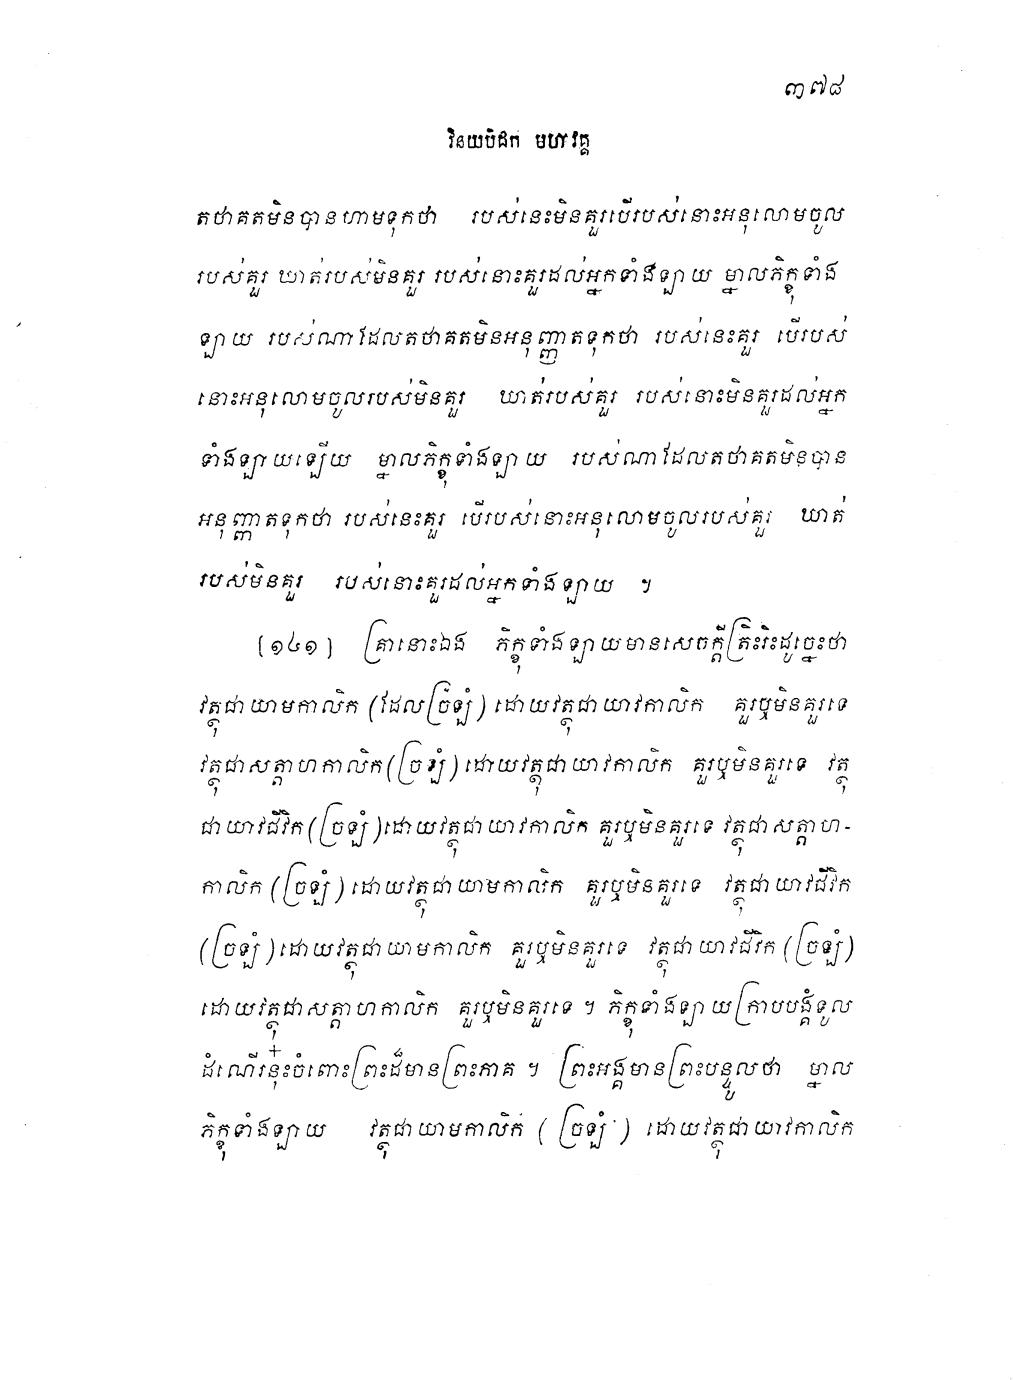 ៣៧៨
វិនយបិដក មហាវគ្គ
តថាគតមិនបានហាមទុកថា របស់នេះមិនគួរបើរបស់នោះអនុលោមចូល
របស់គួរ ឃាត់របស់មិនគួរ របស់នោះគួរដល់អ្នកទាំងឡាយ ម្នាលភិក្ខុទាំង
ឡាយ របស់ណាដែលតថាគតមិនអនុញ្ញាតទុកថា របស់នេះគួរ បើរបស់
នោះអនុលោមចូលរបស់មិនគួរ ឃាត់របស់គួរ របស់នោះមិនគួរដល់អ្នក
ទាំងឡាយឡើយ ម្នាលភិក្ខុទាំងឡាយ របស់ណាដែលតថាគតមិនបាន
អនុញ្ញាតទុកថា របស់នេះគួរ បើរបស់នោះអនុលោមចូលរបស់គួរ ឃាត់
របស់មិនគួរ របស់នោះគួរដល់អ្នកទាំងឡាយ ។
[១៤១] គ្រានោះឯង ភិក្ខុទាំងឡាយមានសេចក្តីត្រិះរិះដូច្នេះថា
វត្ថុជាយាមកាលិក (ដែលច្រឡំ) ដោយវត្ថុជាយាវកាលិក គួរឬមិនគួរទេ
វត្ថុជាសត្តាហកាលិក(ច្រឡំ) ដោយវត្ថុជាយាវកាលិក គួរឬមិនគួរទេ វត្ថុ
ជាយាវជីវិក(ច្រឡំ)ដោយវត្ថុជាយាវកាលិក គួរឬមិនគួរទេ វត្ថុជាសត្តាហ-
កាលិក (ច្រឡំ) ដោយវត្ថុជាយាមកាលិក គួរឬមិនគួរទេ វត្ថុជាយាវជីវិក
(ច្រឡំ) ដោយវត្ថុជាយាមកាលិក គួរឬមិនគួរទេ វត្ថុជាយាវជីវិក (ច្រឡំ)
ដោយវត្ថុជាសត្តាហកាលិក គួរឬមិនគួរទេ ។ ភិក្ខុទាំងឡាយក្រាបបង្គំទូល
ដំណើរនុ៎ះចំពោះព្រះដ៏មានព្រះភាគ ។ ព្រះអង្គមានព្រះបន្ទូលថា ម្នាល
ភិក្ខុទាំងឡាយ វត្ថុជាយាមកាលិក (ច្រឡំ) ដោយវត្ថុជាយាវកាលិក